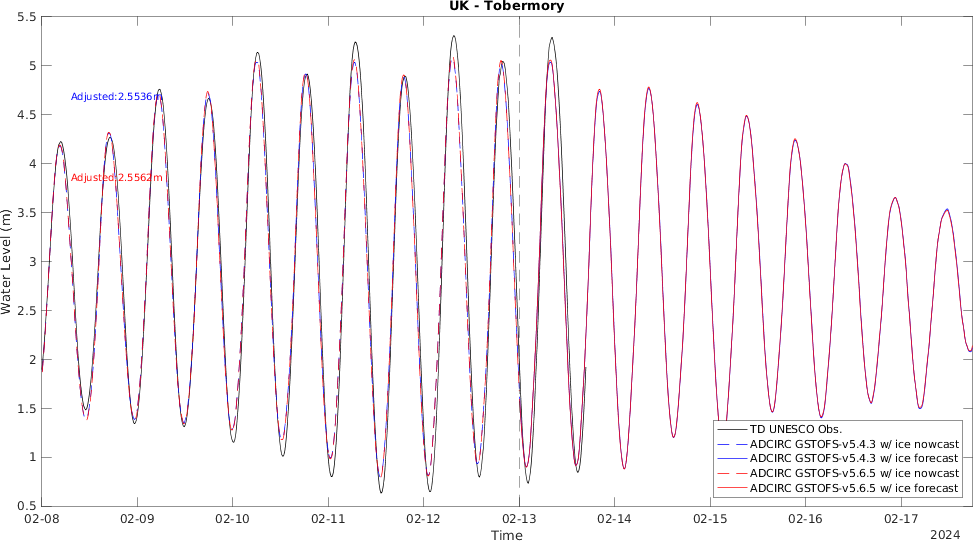 UK - Tobermory
5.5
5
4.5
4
3.5
3
2.5
2
1.5
1
0.5
Water Level (m)
Adjusted:2.5536m
Adjusted:2.5562m
TD UNESCO Obs.
ADCIRC GSTOFS-v5.4.3 w/ ice nowcast
ADCIRC GSTOFS-v5.4.3 w/ ice forecast
ADCIRC GSTOFS-v5.6.5 w/ ice nowcast
ADCIRC GSTOFS-v5.6.5 w/ ice forecast
02-08 02-09 02-10 02-11 02-12 02-13 02-14 02-15 02-16 02-17
Time
2024